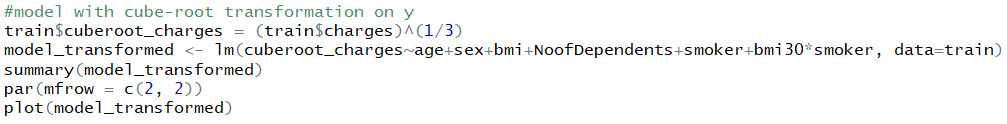 #model with cube-root transformation on y
train$cuberoot_charges = (train$charges)^(1/3)
model_transformed <- lm(cuberoot_charges~age+sex+bmi+NoofDependents+smoker+bmi30*smoker, data=train)
summary(model_transformed)
par(mfrow = c(2, 2))
plot(model_transformed)